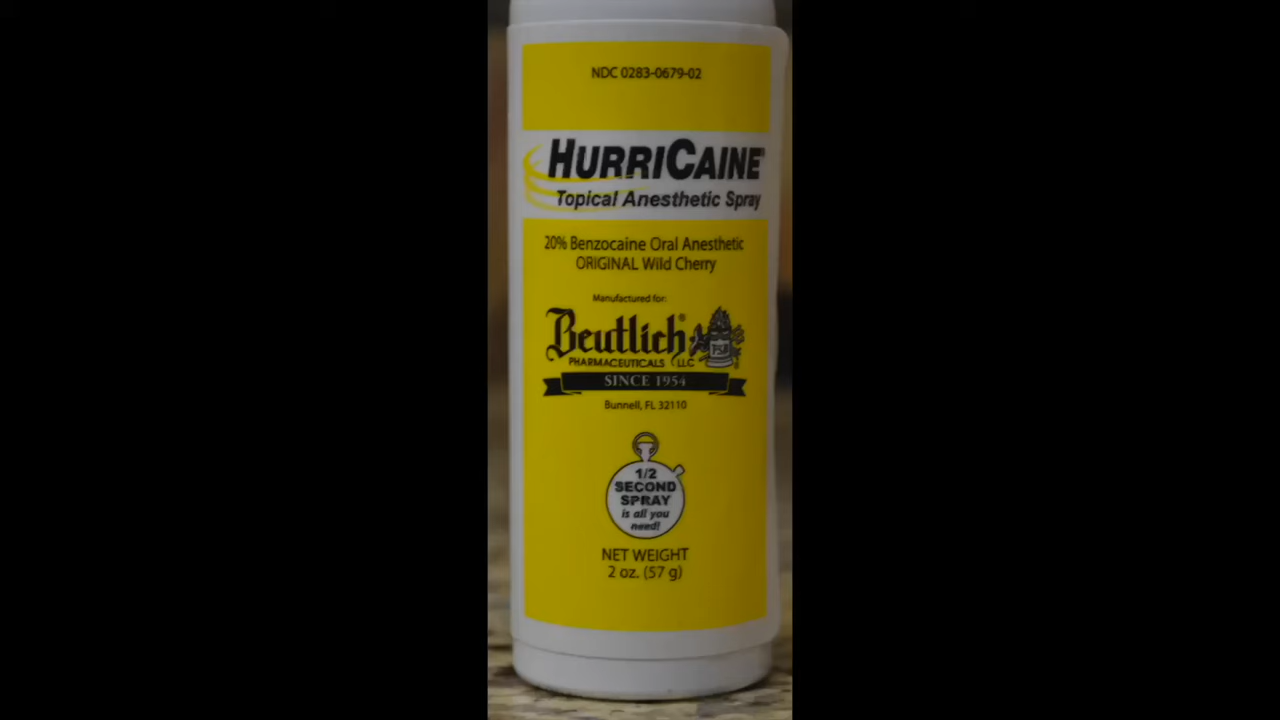 NDC 0283-0679-02
HURRICAINE®
Topical Anesthetic Spray
20% Benzocaine Oral Anesthetic
ORIGINAL Wild Cherry
Manufactured for:
Beutlich®
PHARMACEUTICALS LLC
SINCE 1954
Bunnell, FL 32110
1/2
SECOND
SPRAY
is all you
need!
NET WEIGHT
2 oz. (57 g)